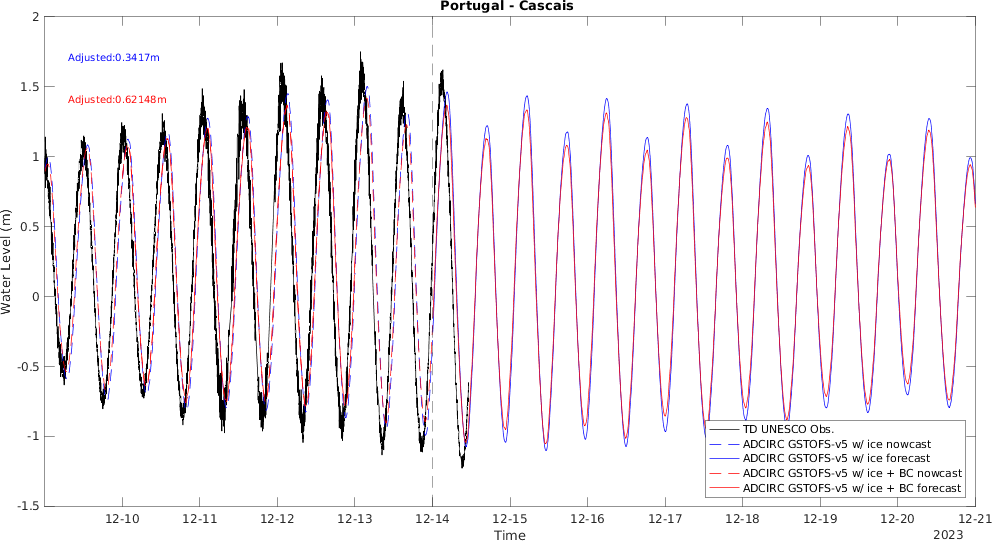 Portugal - Cascais
2
1.5
1
0.5
0
-0.5
-1
-1.5
Water Level (m)
Adjusted:0.3417m
Adjusted:0.62148m
TD UNESCO Obs.
ADCIRC GSTOFS-v5 w/ ice nowcast
ADCIRC GSTOFS-v5 w/ ice forecast
ADCIRC GSTOFS-v5 w/ ice + BC nowcast
ADCIRC GSTOFS-v5 w/ ice + BC forecast
12-10 12-11 12-12 12-13 12-14 12-15 12-16 12-17 12-18 12-19 12-20 12-21
Time
2023